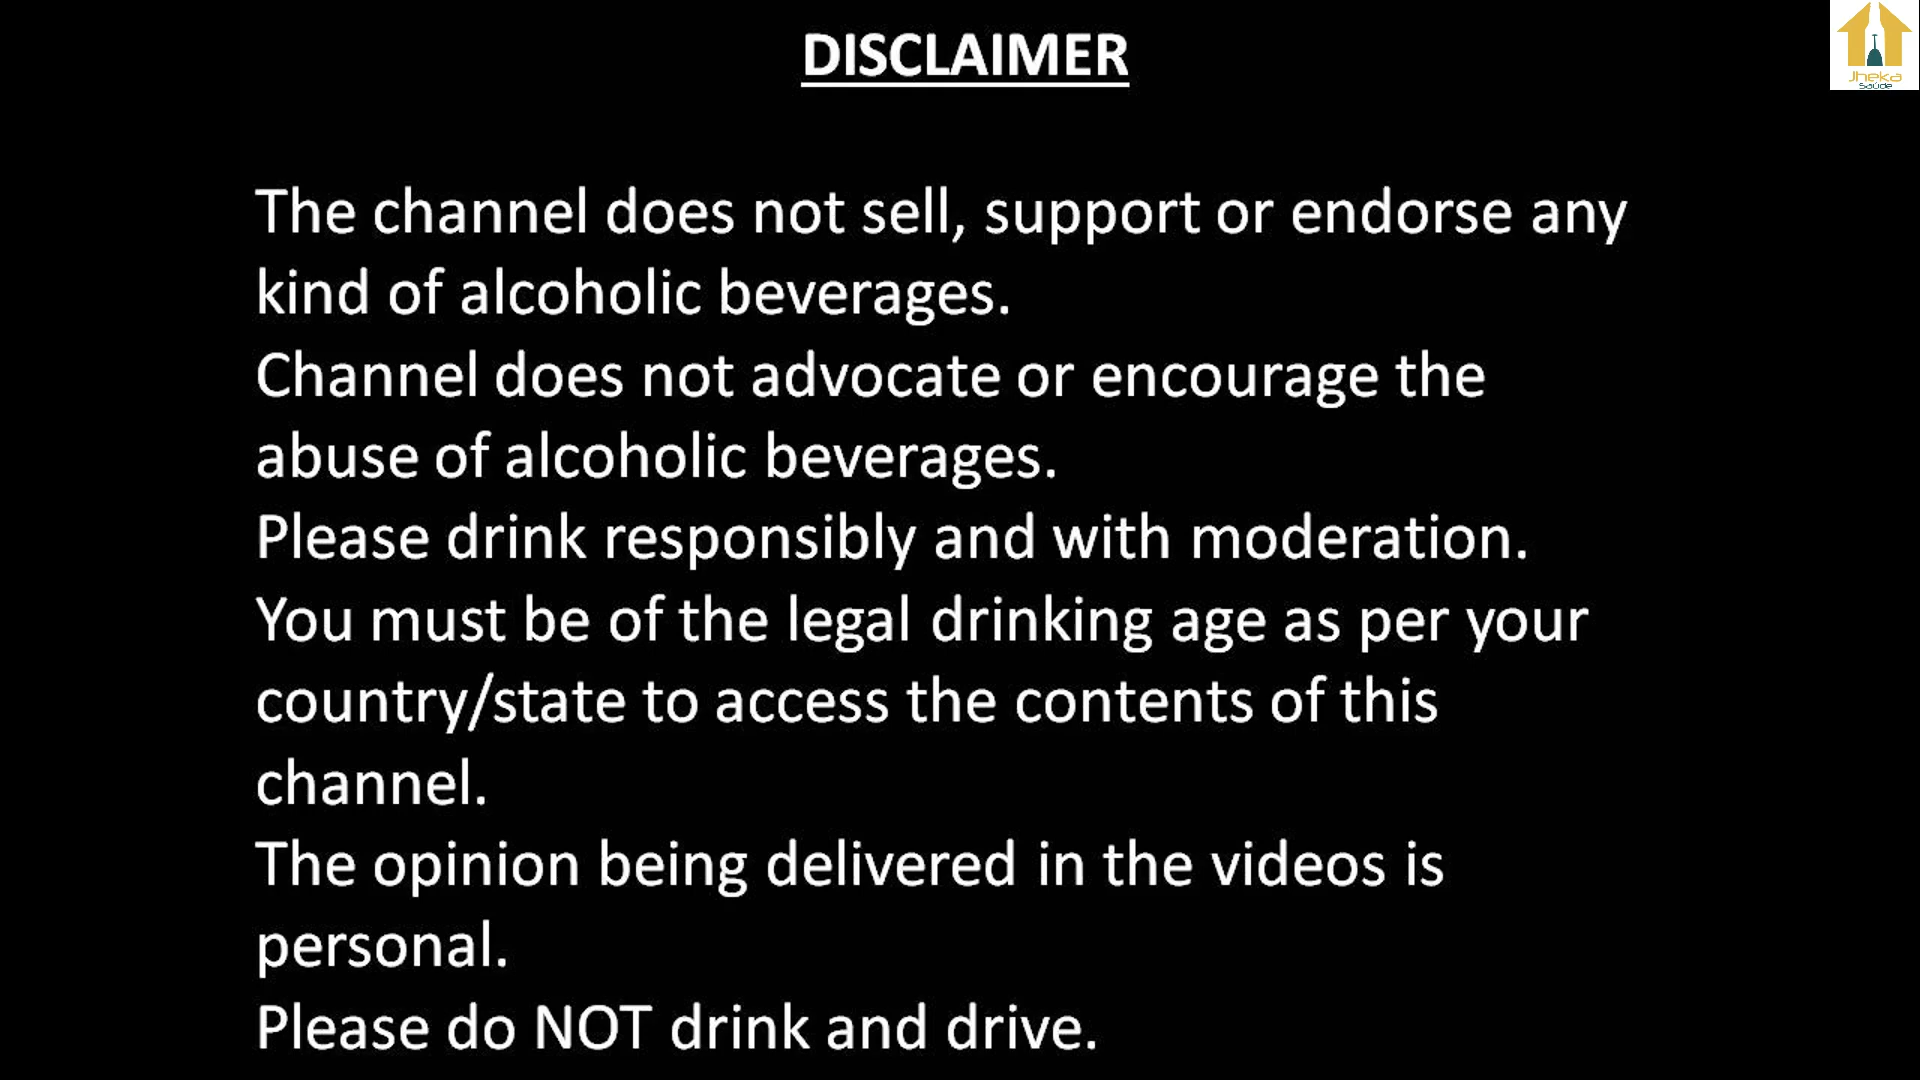 DISCLAIMER
Jheka
Saúde
The channel does not sell, support or endorse any
kind of alcoholic beverages.
Channel does not advocate or encourage the
abuse of alcoholic beverages.
Please drink responsibly and with moderation.
You must be of the legal drinking age as per your
country/state to access the contents of this
channel.
The opinion being delivered in the videos is
personal.
Please do NOT drink and drive.